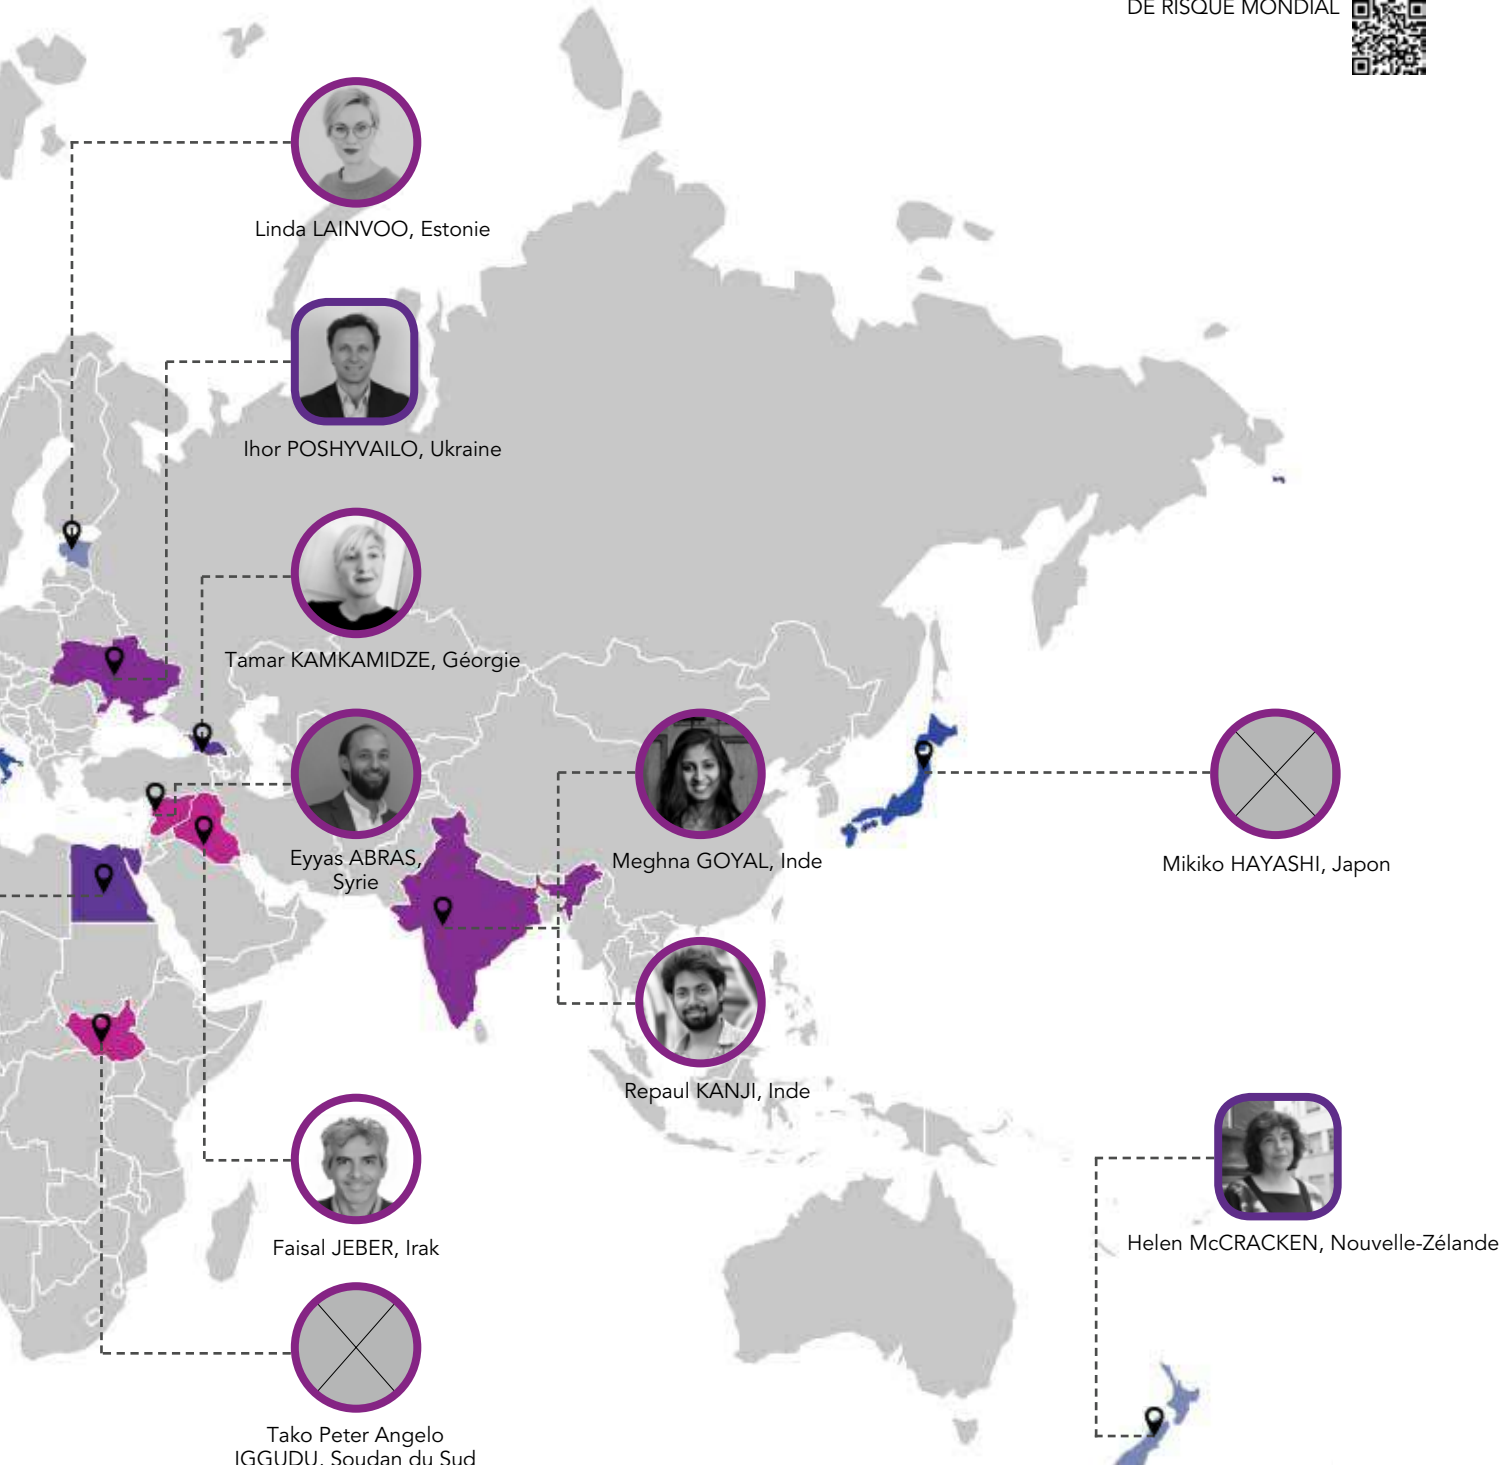 DE RISQUE MONDIAL
Linda LAINVOO, Estonie
Ihor POSHYVAILO, Ukraine
Tamar KAMKAMIDZE, Géorgie
Eyyas ABRAS,
Syrie
Meghna GOYAL, Inde
Mikiko HAYASHI, Japon
Repaul KANJI, Inde
Faisal JEBER, Irak
Helen McCRACKEN, Nouvelle-Zélande
Tako Peter Angelo
IGGUDU, Soudan du Sud